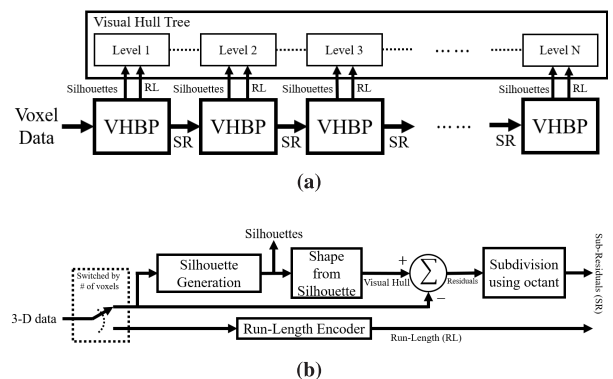 Visual Hull Tree
Level 1
Level 2
Level 3
Level N
Silhouettes
RL
Silhouettes
RL
Silhouettes
RL
Silhouettes
RL
Voxel
Data
VHBP
SR
VHBP
SR
VHBP
SR
SR
VHBP
(a)
Silhouettes
Switched by
# of voxels
Silhouette
Generation
Shape
from
Silhouette
+
Visual Hull
∑
−
Residuals
Subdivision
using octant
Sub-Residuals (SR)
3-D data
Run-Length Encoder
Run-Length (RL)
(b)